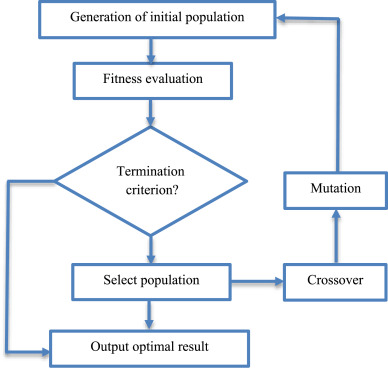 Generation of initial population
Fitness evaluation
Termination
criterion?
Mutation
Select population
Crossover
Output optimal result